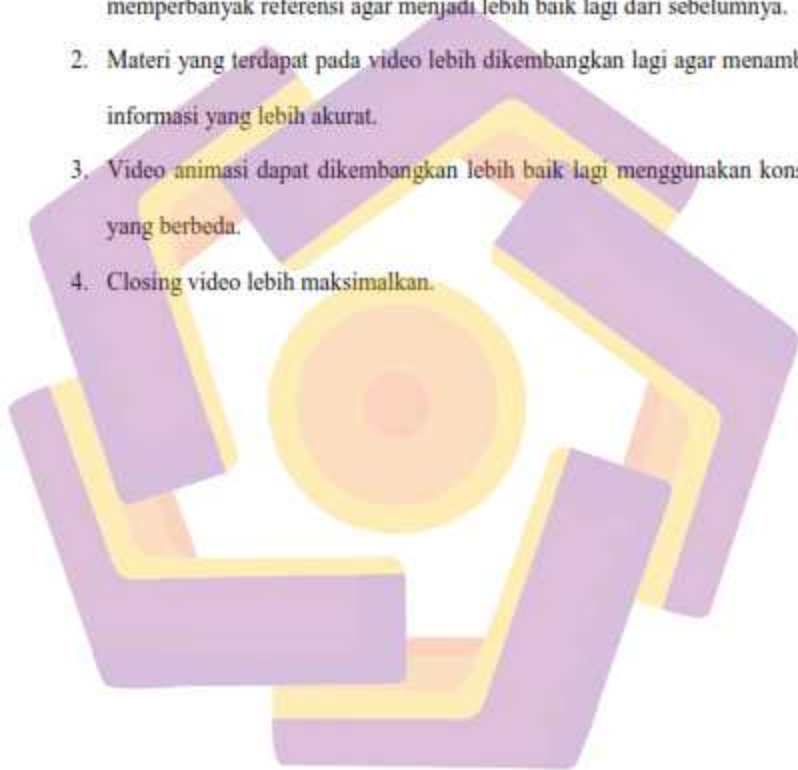 memperbanyak referensi agar menjadi lebih baik lagi dari sebelumnya.
2. Materi yang terdapat pada video lebih dikembangkan lagi agar
informasi yang lebih akurat.
3. Video animasi dapat dikembangkan lebih baik lagi menggunakan
yang berbeda.
4. Closing video lebih maksimalkan.